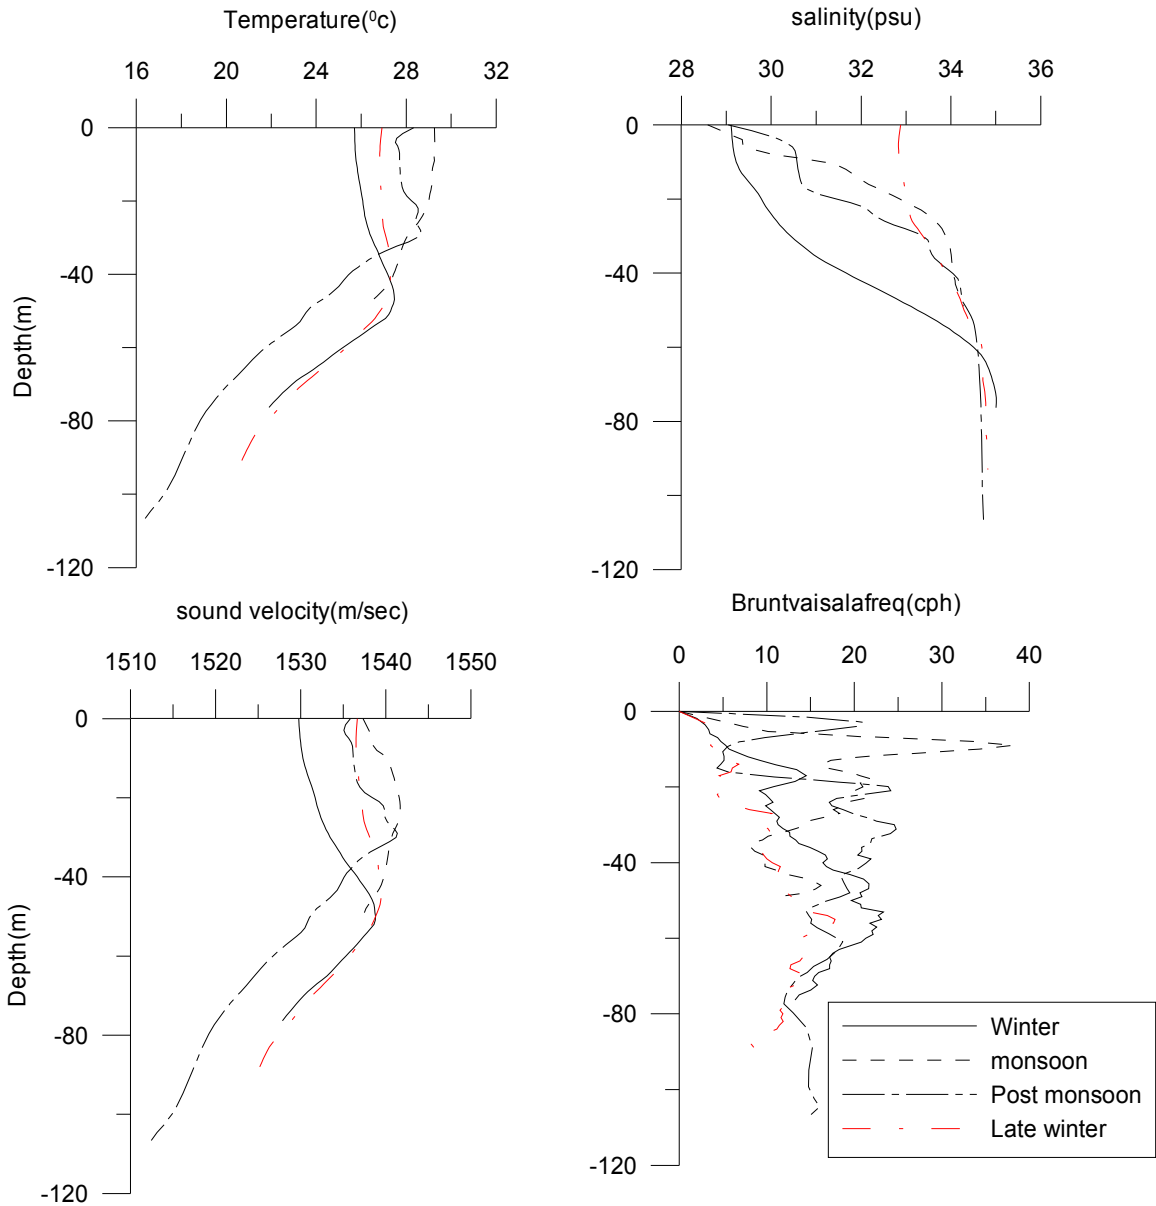 Temperature(⁰c)
16 20 24 28 32
0
-40
-80
-120
Depth(m)
salinity(psu)
28 30 32 34 36
0
-40
-80
-120
sound velocity(m/sec)
1510 1520 1530 1540 1550
0
-40
-80
-120
Depth(m)
Bruntvaisalafreq(cph)
0 10 20 30 40
0
-40
-80
-120
Winter
monsoon
Post monsoon
Late winter